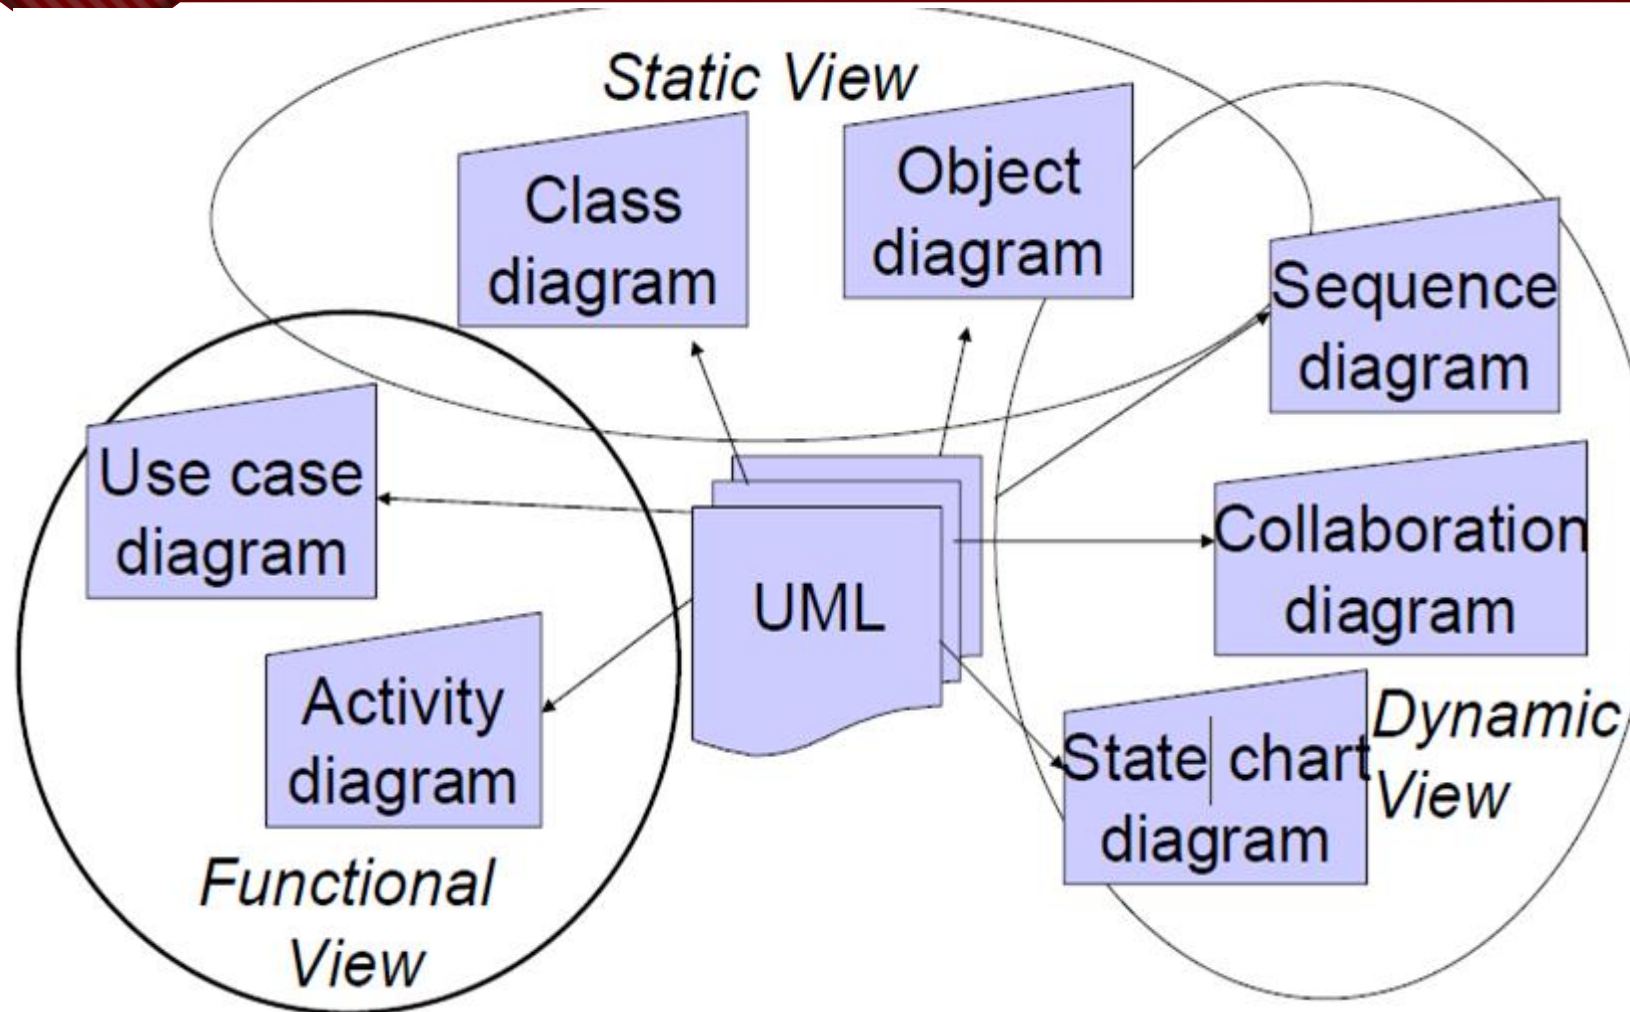 Static View
Class
diagram
Object
diagram
Sequence
diagram
Use case
diagram
UML
Collaboration
diagram
Activity
diagram
State chart
diagram
Dynamic
View
Functional
View